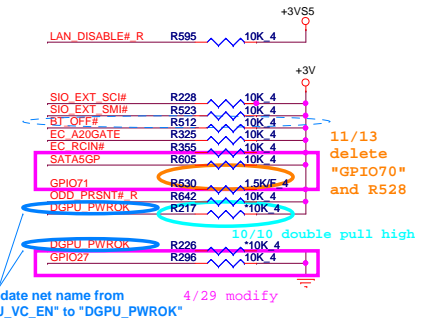 +3VS5
LAN_DISABLE#_R R595 10K_4
+3V
SIO_EXT_SCI# R228 10K_4
SIO_EXT_SMI# R523 10K_4
BT_OFF# R512 10K_4
EC_A20GATE R325 10K_4
EC_RCIN# R355 10K_4
SATA5GP R605 10K_4
11/13
delete
"GPIO70"
and R528
GPIO71 R530 1.5K/F_4
ODD_PRSNT#_R R642 10K_4
DGPU_PWROK R217 *10K_4
10/10 double pull high
DGPU_PWROK R226 *10K_4
GPIO27 R296 10K_4
date net name from 4/29 modify
U_VC_EN" to "DGPU_PWROK"